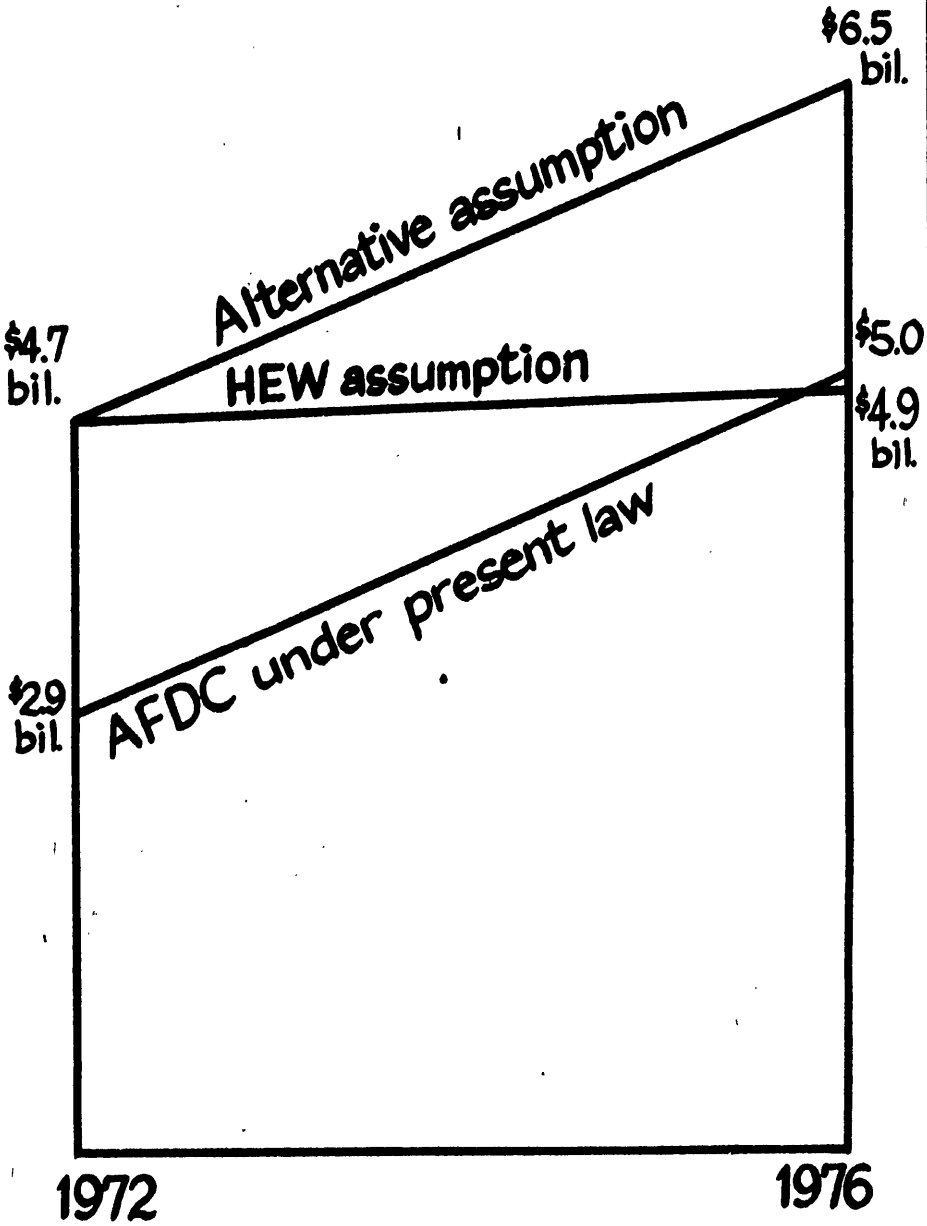 $6.5
bil.
Alternative assumption
$4.7
bil.
HEW assumption
$5.0
$4.9
bil.
AFDC under present law
$2.9
bil.
1972
1976